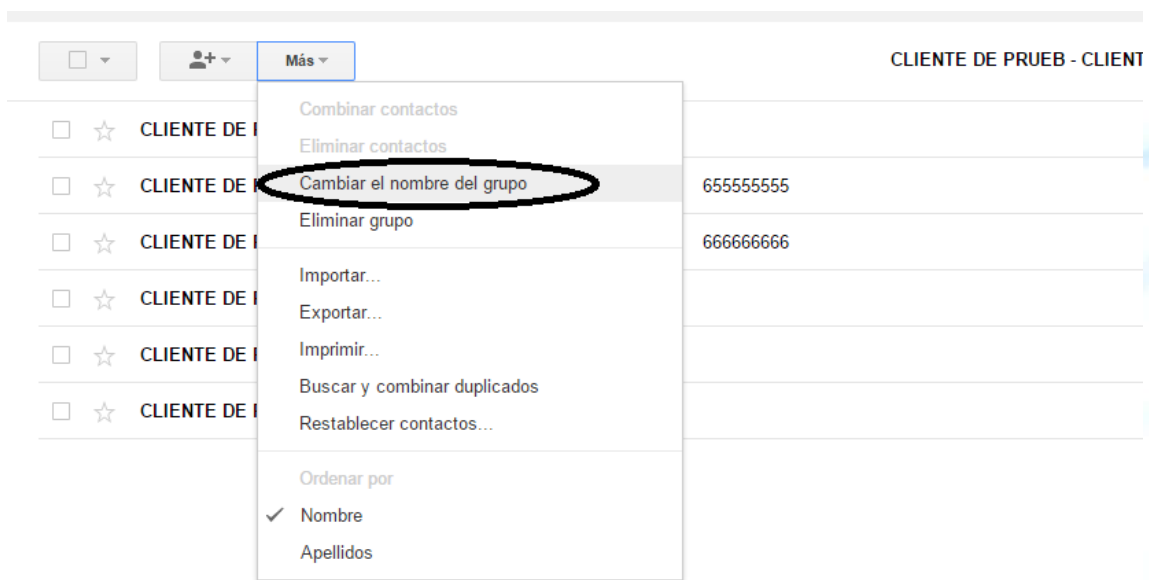 Más
CLIENTE DE PRUEB - CLIENT
Combinar contactos
Eliminar contactos
Cambiar el nombre del grupo
Eliminar grupo
Importar...
Exportar...
Imprimir...
Buscar y combinar duplicados
Restablecer contactos...
Ordenar por
Nombre
Apellidos
CLIENTE DE
CLIENTE DE
655555555
CLIENTE DE
666666666
CLIENTE DE
CLIENTE DE
CLIENTE DE